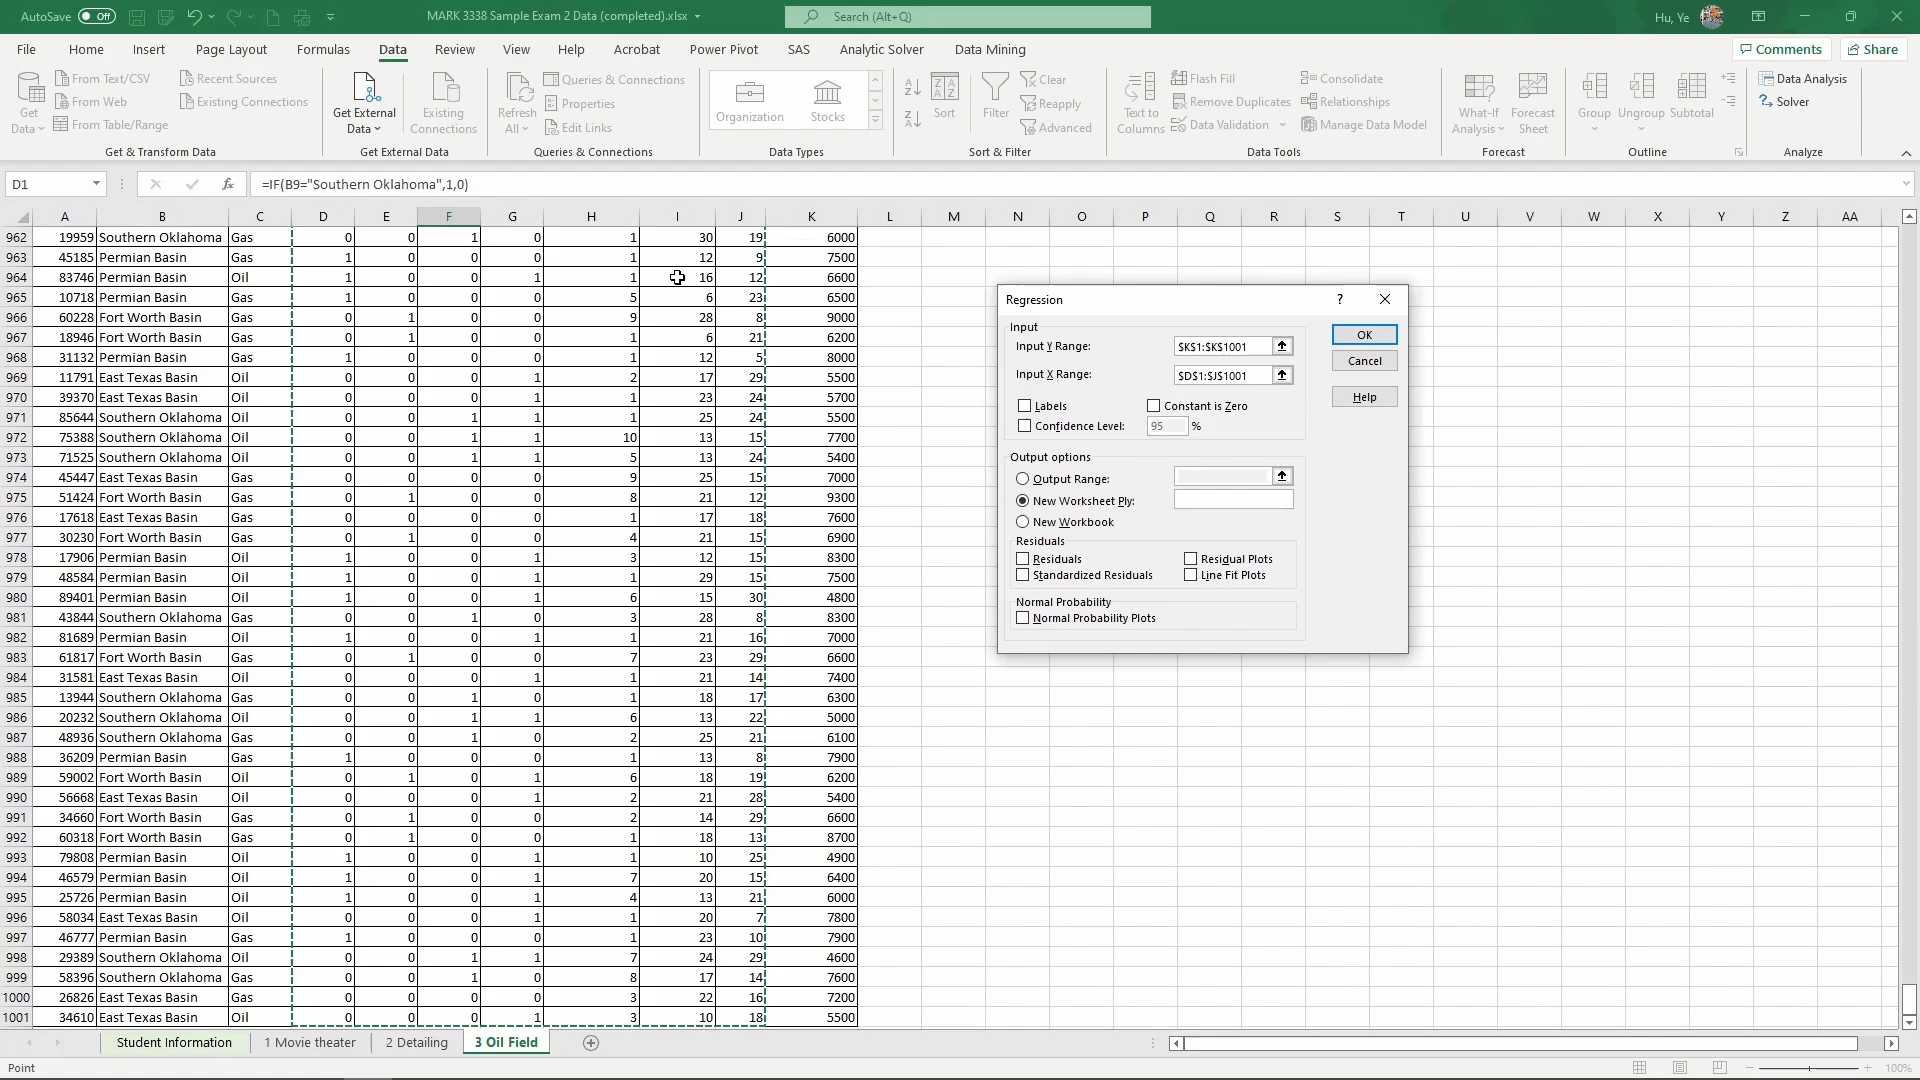 AutoSave Off MARK 3338 Sample Exam 2 Data (completed).xlsx Search (Alt+Q) Hu, Ye
File Home Insert Page Layout Formulas Data Review View Help Acrobat Power Pivot SAS Analytic Solver Data Mining Comments Share
Get Data From Text/CSV From Web From Table/Range Recent Sources Existing Connections
Get External Data Existing Connections
Refresh All Queries & Connections Properties Edit Links
Organization Stocks
Sort Filter Clear Reapply Advanced
Text to Columns Flash Fill Remove Duplicates Data Validation Consolidate Relationships Manage Data Model
What-If Analysis Forecast Sheet
Group Ungroup Subtotal
Data Analysis Solver
Get & Transform Data Get External Data Queries & Connections Data Types Sort & Filter Data Tools Forecast Outline Analyze
D1 fx =IF(B9="Southern Oklahoma",1,0)
A B C D E F G H I J K L M N O P Q R S T U V W X Y Z AA
962 19959 Southern Oklahoma Gas 0 0 1 0 1 30 19 6000
963 45185 Permian Basin Gas 1 0 0 0 1 12 9 7500
964 83746 Permian Basin Oil 1 0 0 1 1 16 12 6600
965 10718 Permian Basin Gas 1 0 0 0 5 6 23 6500
966 60228 Fort Worth Basin Gas 0 1 0 0 9 28 8 9000
967 18946 Fort Worth Basin Gas 0 1 0 0 1 6 21 6200
968 31132 Permian Basin Gas 1 0 0 0 1 12 5 8000
969 11791 East Texas Basin Oil 0 0 0 1 2 17 29 5500
970 39370 East Texas Basin Oil 0 0 0 1 1 23 24 5700
971 85644 Southern Oklahoma Oil 0 0 1 1 1 25 24 5500
972 75388 Southern Oklahoma Oil 0 0 1 1 10 13 15 7700
973 71525 Southern Oklahoma Oil 0 0 1 1 5 13 24 5400
974 45447 East Texas Basin Gas 0 0 0 0 9 25 15 7000
975 51424 Fort Worth Basin Gas 0 1 0 0 8 21 12 9300
976 17618 East Texas Basin Gas 0 0 0 0 1 17 18 7600
977 30230 Fort Worth Basin Gas 0 1 0 0 4 21 15 6900
978 17906 Permian Basin Oil 1 0 0 1 3 12 15 8300
979 48584 Permian Basin Oil 1 0 0 1 1 29 15 7500
980 89401 Permian Basin Oil 1 0 0 1 6 15 30 4800
981 43844 Southern Oklahoma Gas 0 0 1 0 3 28 8 8300
982 81689 Permian Basin Oil 1 0 0 1 1 21 16 7000
983 61817 Fort Worth Basin Gas 0 1 0 0 7 23 29 6600
984 31581 East Texas Basin Oil 0 0 0 1 1 21 14 7400
985 13944 Southern Oklahoma Gas 0 0 1 0 1 18 17 6300
986 20232 Southern Oklahoma Oil 0 0 1 1 6 13 22 5000
987 48936 Southern Oklahoma Gas 0 0 1 0 2 25 21 6100
988 36209 Permian Basin Gas 1 0 0 0 1 13 8 7900
989 59002 Fort Worth Basin Oil 0 1 0 1 6 18 19 6200
990 56668 East Texas Basin Oil 0 0 0 1 2 21 28 5400
991 34660 Fort Worth Basin Gas 0 1 0 0 2 14 29 6600
992 60318 Fort Worth Basin Gas 0 1 0 0 1 18 13 8700
993 79808 Permian Basin Oil 1 0 0 1 1 10 25 4900
994 46579 Permian Basin Oil 1 0 0 1 7 20 15 6400
995 25726 Permian Basin Oil 1 0 0 1 4 13 21 6000
996 58034 East Texas Basin Oil 0 0 0 1 1 20 7 7800
997 46777 Permian Basin Gas 1 0 0 0 1 23 10 7900
998 29389 Southern Oklahoma Oil 0 0 1 1 7 24 29 4600
999 58396 Southern Oklahoma Gas 0 0 1 0 8 17 14 7600
1000 26826 East Texas Basin Gas 0 0 0 0 3 22 16 7200
1001 34610 East Texas Basin Oil 0 0 0 1 3 10 18 5500
Regression ?
Input OK
Input Y Range: $K$1:$K$1001 Cancel
Input X Range: $D$1:$J$1001 Help
Labels Constant is Zero
Confidence Level: 95 %
Output options
Output Range:
New Worksheet Ply:
New Workbook
Residuals
Residuals Residual Plots
Standardized Residuals Line Fit Plots
Normal Probability
Normal Probability Plots
Student Information 1 Movie theater 2 Detailing 3 Oil Field
Point 100%